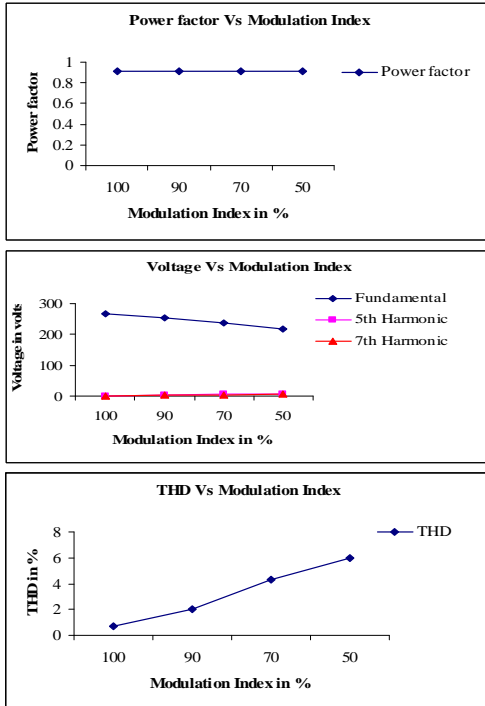 Power factor Vs Modulation Index
1
0.8
0.6
0.4
0.2
0
Power factor
100 90 70 50
Modulation Index in %
Power factor
Voltage Vs Modulation Index
300
200
100
0
Voltage in volts
100 90 70 50
Modulation Index in %
Fundamental
5th Harmonic
7th Harmonic
THD Vs Modulation Index
8
6
4
2
0
THD in %
100 90 70 50
Modulation Index in %
THD